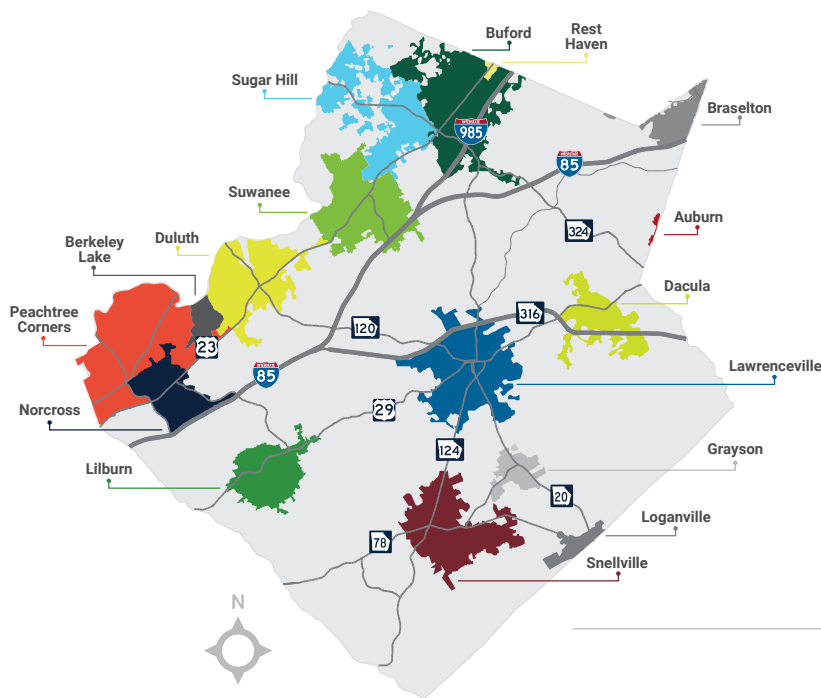 Buford
Rest
Haven
Sugar Hill
Braselton
985
85
Suwanee
Auburn
324
Duluth
Berkeley
Lake
Dacula
Peachtree
Corners
316
120
23
85
Lawrenceville
29
Norcross
124
Grayson
Lilburn
20
Loganville
78
Snellville
N